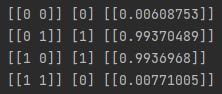 [[0 0]] [0] [[0.00608753]]
[[0 1]] [1] [[0.99370489]]
[[1 0]] [1] [[0.9936968]]
[[1 1]] [0] [[0.00771005]]